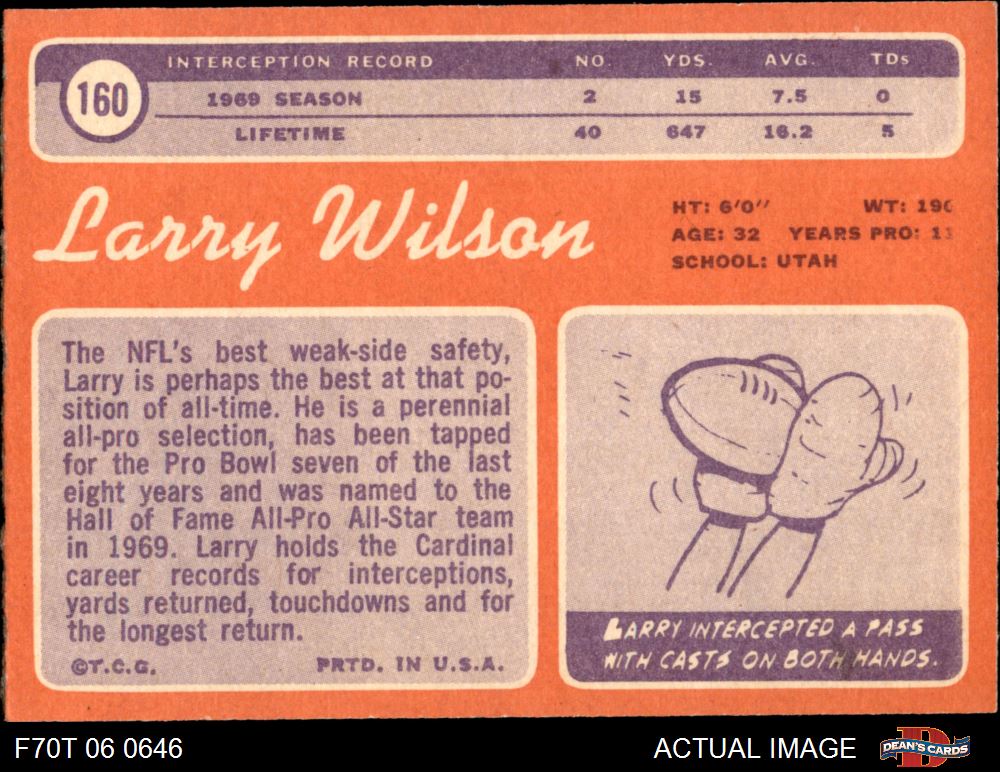 INTERCEPTION RECORD NO. YDS. AVG. TDs
160
1969 SEASON 2 15 7.5 0
LIFETIME 40 647 16.2 5
Larry Wilson
HT: 6'0" WT: 190
AGE: 32 YEARS PRO: 11
SCHOOL: UTAH
The NFL's best weak-side safety,
Larry is perhaps the best at that po-
sition of all-time. He is a perennial
all-pro selection, has been tapped
for the Pro Bowl seven of the last
eight years and was named to the
Hall of Fame All-Pro All-Star team
in 1969. Larry holds the Cardinal
career records for interceptions,
yards returned, touchdowns and for
the longest return.
©T.C.G. PRTD. IN U.S.A.
LARRY INTERCEPTED A PASS
WITH CASTS ON BOTH HANDS.
F70T 06 0646 ACTUAL IMAGE DEAN'S CARDS